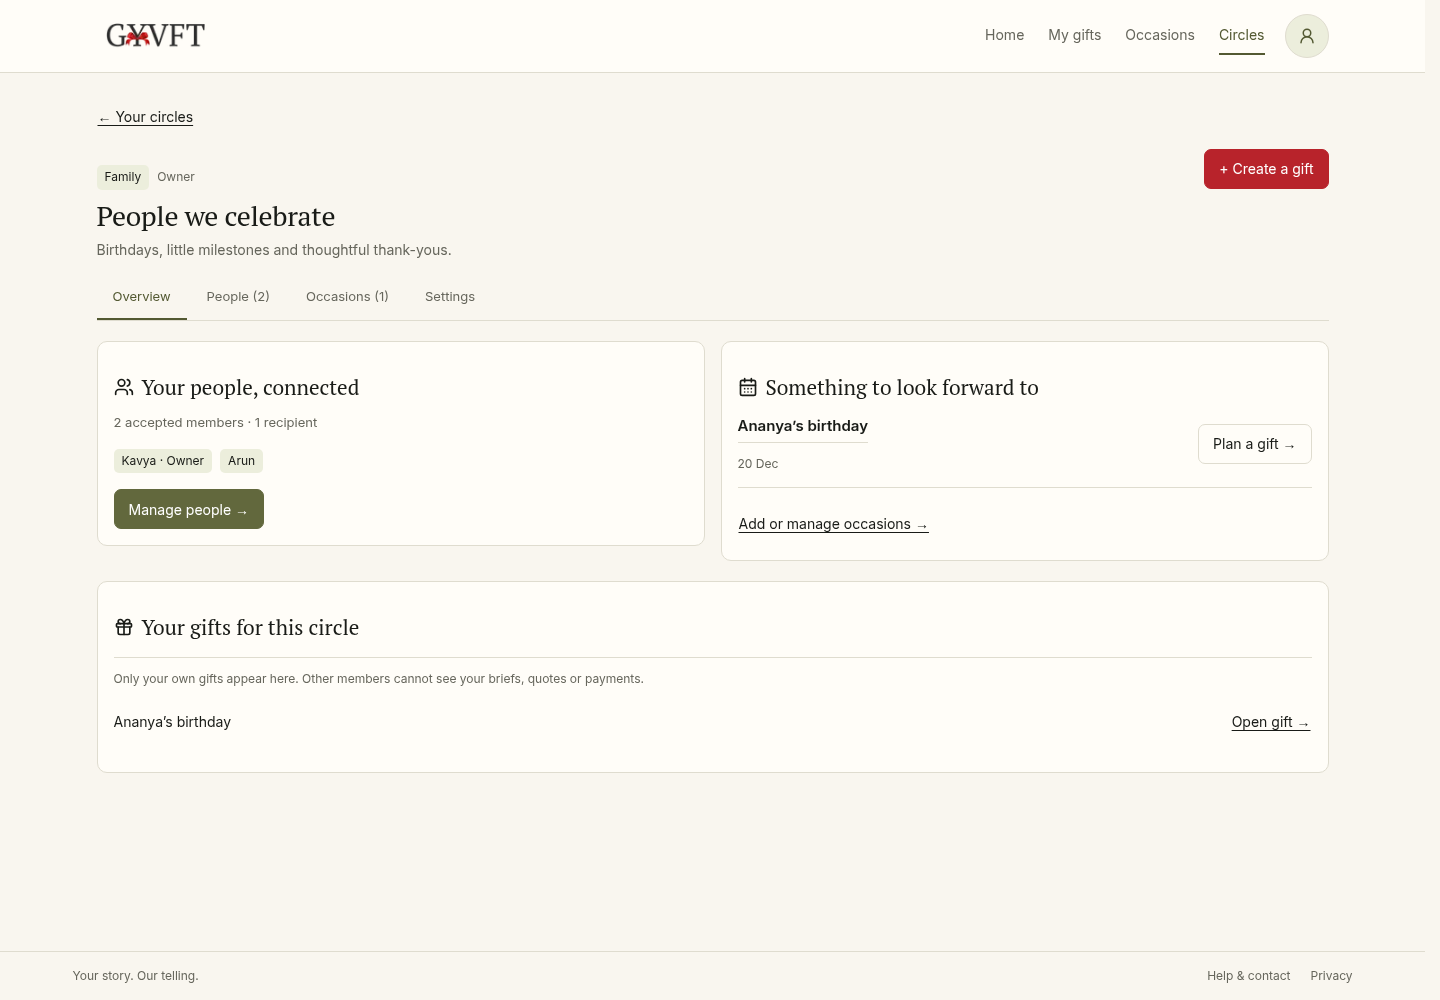 GYVFT
Home
My gifts
Occasions
Circles
← Your circles
Family
Owner
+ Create a gift
People we celebrate
Birthdays, little milestones and thoughtful thank-yous.
Overview
People (2)
Occasions (1)
Settings
Your people, connected
2 accepted members · 1 recipient
Kavya · Owner
Arun
Manage people →
Something to look forward to
Ananya’s birthday
20 Dec
Plan a gift →
Add or manage occasions →
Your gifts for this circle
Only your own gifts appear here. Other members cannot see your briefs, quotes or payments.
Ananya’s birthday
Open gift →
Your story. Our telling.
Help & contact
Privacy